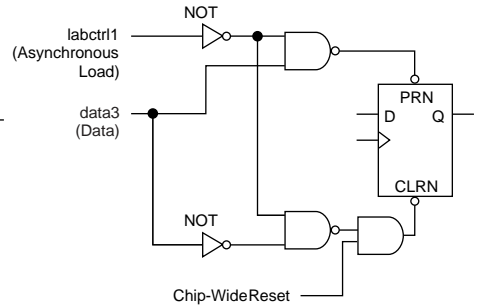 NOT
labctrl1
(Asynchronous
Load)
PRN
data3
(Data)
D
Q
CLRN
NOT
Chip-WideReset